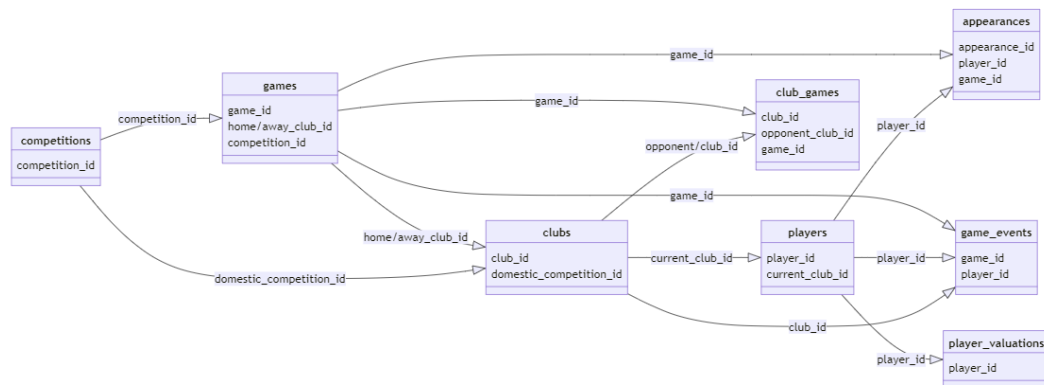 appearances
appearance_id
player_id
game_id
game_id
games
game_id
home/away_club_id
competition_id
game_id
club_games
club_id
opponent_club_id
game_id
competition_id
competitions
competition_id
player_id
opponent/club_id
game_id
home/away_club_id
clubs
club_id
domestic_competition_id
domestic_competition_id
current_club_id
players
player_id
current_club_id
player_id
game_events
game_id
player_id
club_id
player_id
player_valuations
player_id